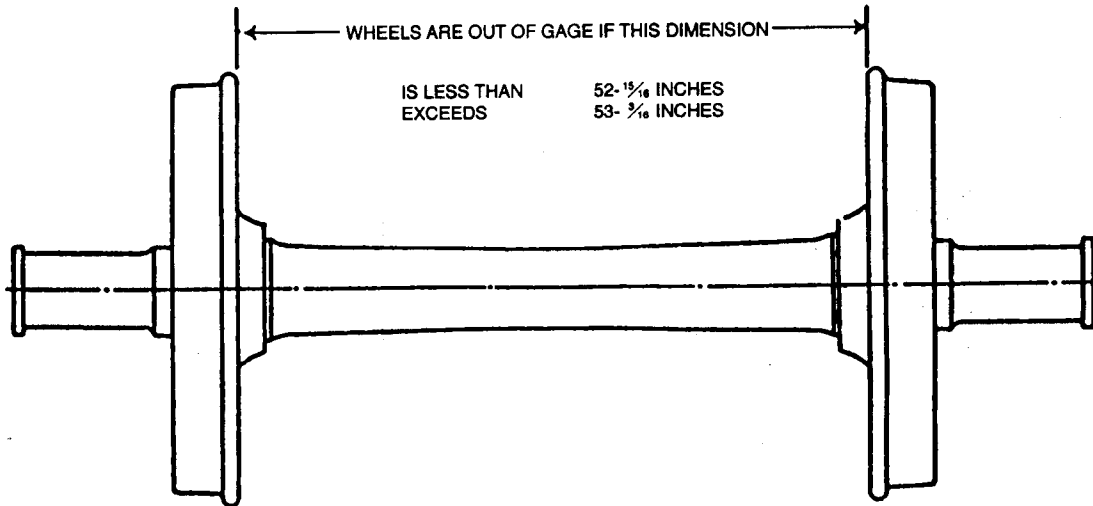 WHEELS ARE OUT OF GAGE IF THIS DIMENSION
IS LESS THAN 52-15/16 INCHES
EXCEEDS 53-3/16 INCHES